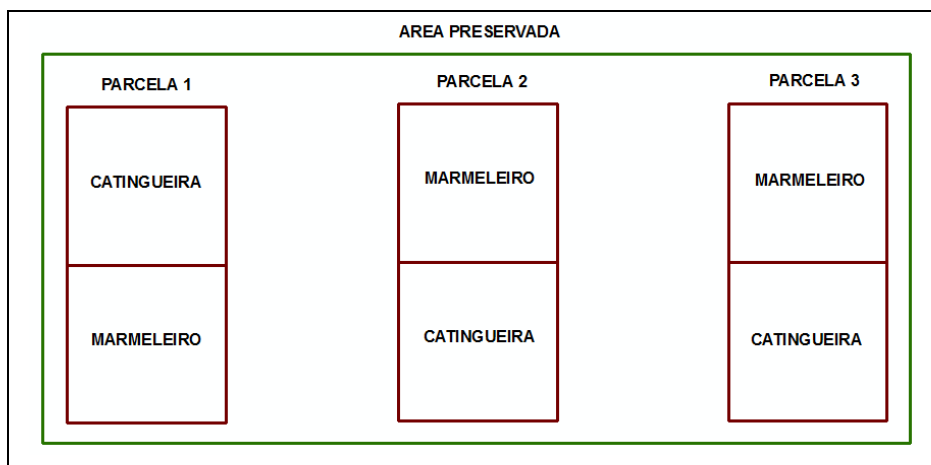 AREA PRESERVADA
PARCELA 1
PARCELA 2
PARCELA 3
CATINGUEIRA
MARMELEIRO
MARMELEIRO
MARMELEIRO
CATINGUEIRA
CATINGUEIRA